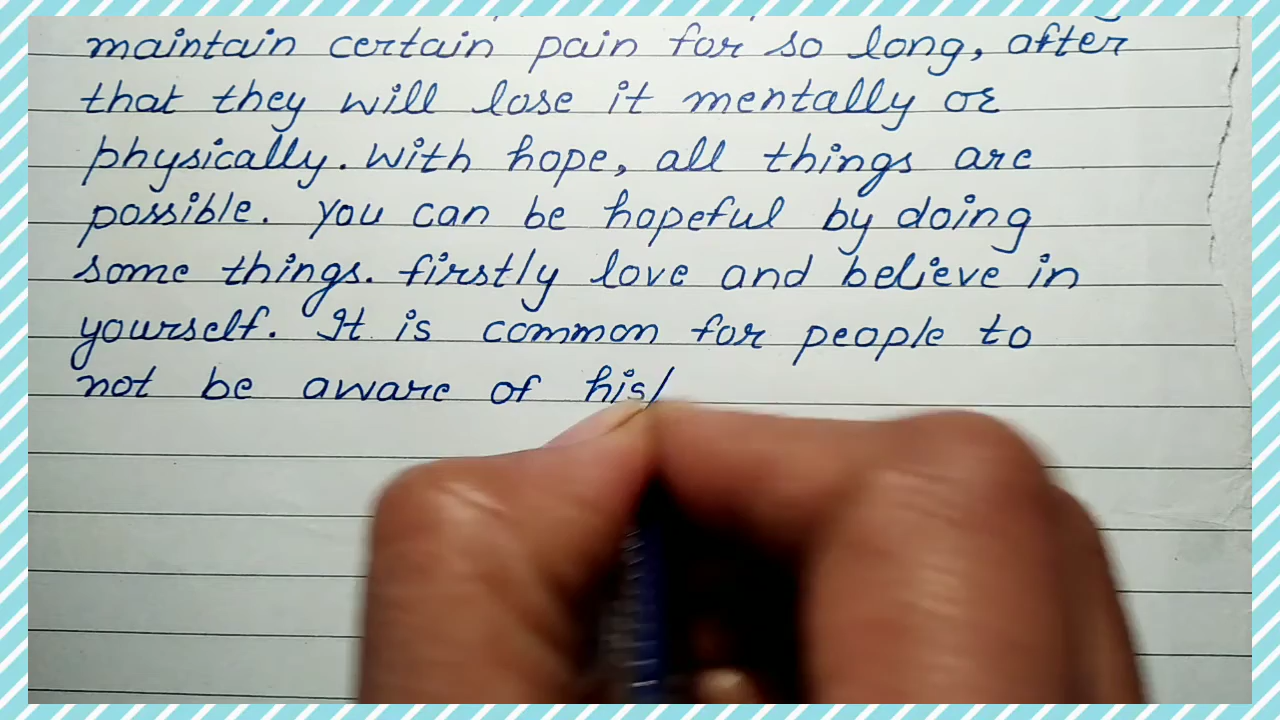 maintain certain pain for so long, after
that they will lose it mentally or
physically. With hope, all things are
possible. You can be hopeful by doing
some things. firstly love and believe in
yourself. It is common for people to
not be aware of his/